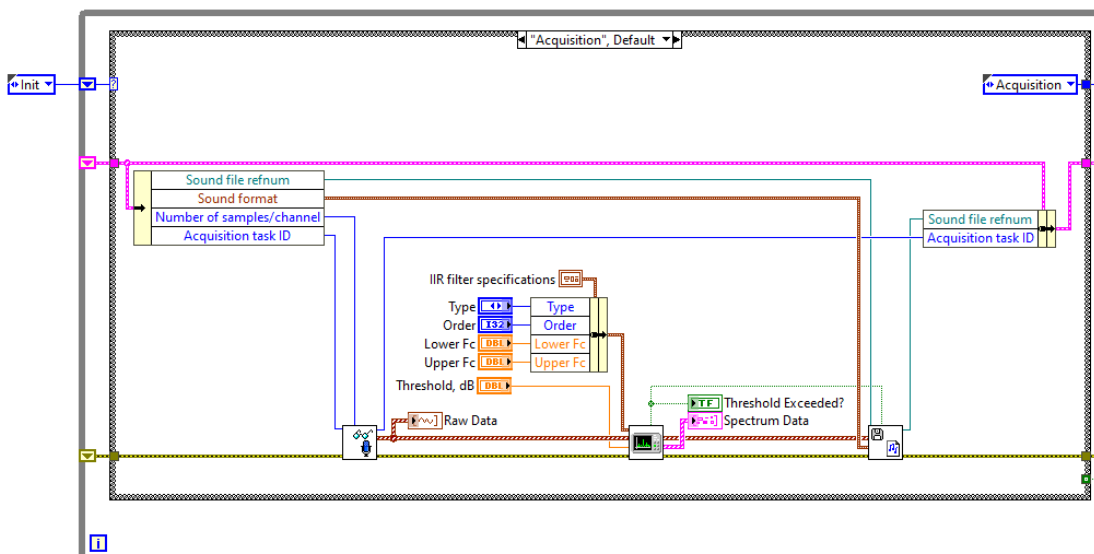 "Acquisition", Default
Init
?
Acquisition
Sound file refnum
Sound format
Number of samples/channel
Acquisition task ID
Sound file refnum
Acquisition task ID
IIR filter specifications
Type
Type
Order
I32
Order
Lower Fc
DBL
Lower Fc
Upper Fc
DBL
Upper Fc
Threshold, dB
DBL
TF
Threshold Exceeded?
Raw Data
Spectrum Data
i